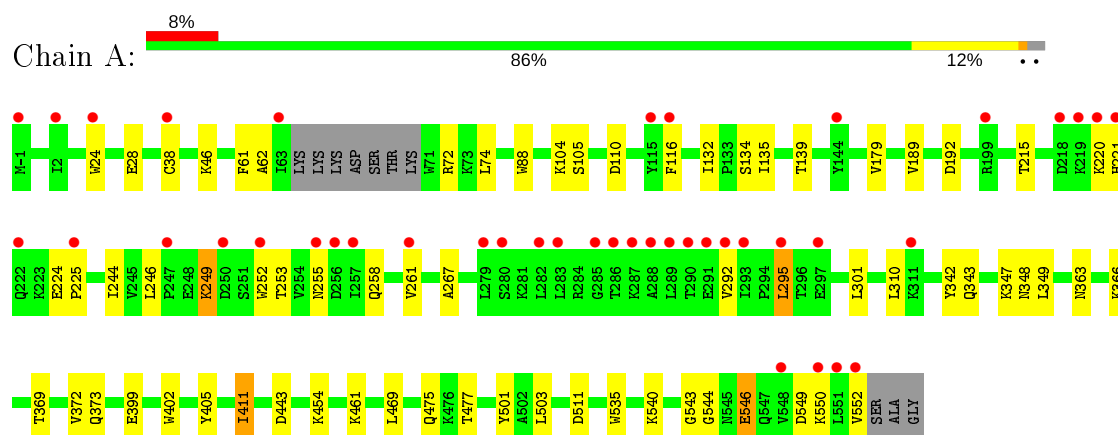 8%
Chain A:
86% 12%
M-1 I2 W24 E28 C38 K46 F61 A62 I63 LYS LYS LYS ASP SER THR LYS W71 R72 K73 L74 W88 K104 S105 D110 Y115 F116 I132 P133 S134 I135 T139 Y144 V179 V189 D192 R199 T215 D218 K219 K220
Q222 K223 E224 P225 I244 V245 L246 P247 E248 K249 D250 S251 W252 T253 V254 N255 D256 I257 Q258 V261 A267 L279 S280 K281 L282 L283 R284 G285 T286 K287 A288 L289 T290 E291 V292 I293 P294 L295 T296 E297 L301 L310 K311 Y342 Q343 K347 N348 L349 N363 K366
T369 V372 Q373 E399 W402 Y405 I411 D443 K454 K461 L469 Q475 K476 T477 Y501 A502 L503 D511 W535 K540 G543 G544 N545 E546 Q547 V548 D549 K550 L551 V552 SER ALA GLY